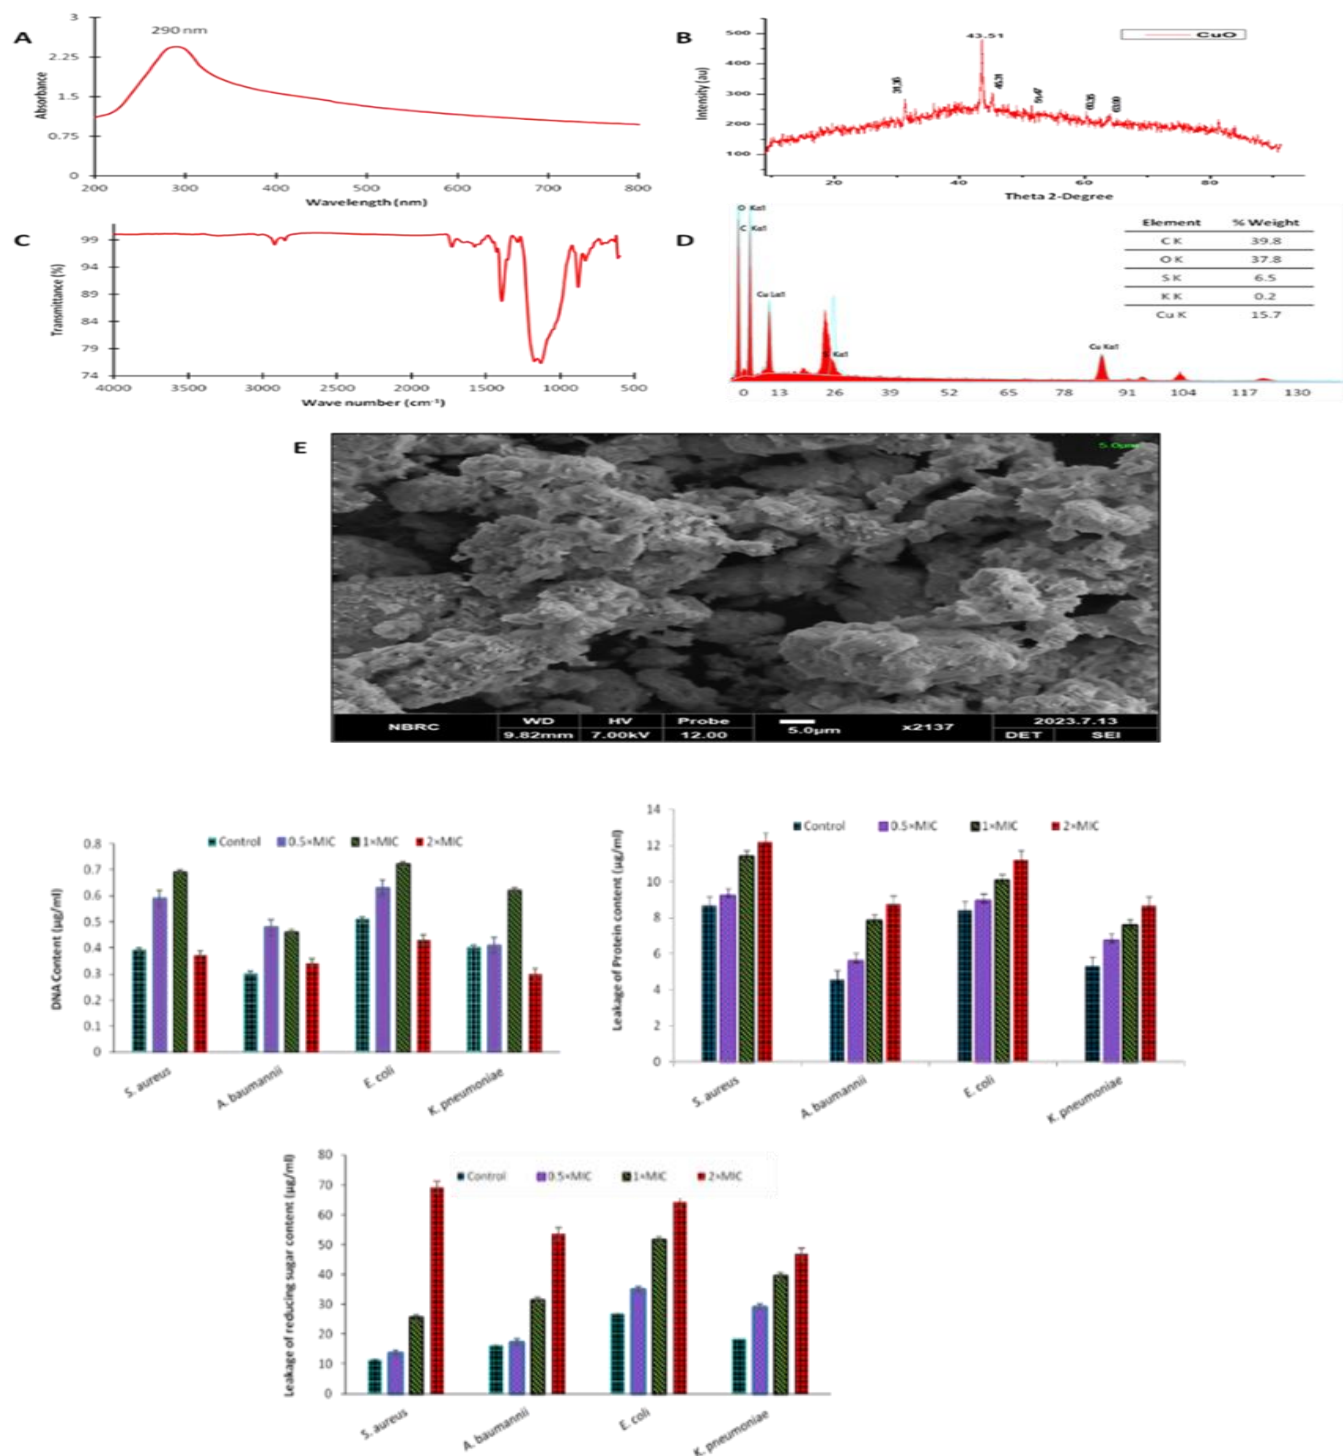 A
290 nm
3
2.25
1.5
0.75
0
Absorbance
200 300 400 500 600 700 800
Wavelength (nm)
B
CuO
43.51
500
400
300
200
100
Intensity (au)
20 40 60 80
Theta 2-Degree
C
99
94
89
84
79
74
Transmittance (%)
4000 3500 3000 2500 2000 1500 1000 500
Wave number (cm⁻¹)
D
O Kα1
C Kα1
Cu Lα1
Kα1
Cu Kα1
Element % Weight
C K 39.8
O K 37.8
S K 6.5
K K 0.2
Cu K 15.7
0 13 26 39 52 65 78 91 104 117 130
E
5.0µm
NBRC
WD HV Probe
9.82mm 7.00kV 12.00
5.0µm
x2137
2023.7.13
DET SEI
Control 0.5×MIC 1×MIC 2×MIC
0.8
0.7
0.6
0.5
0.4
0.3
0.2
0.1
0
DNA Content (µg/ml)
S. aureus A. baumannii E. coli K. pneumoniae
Control 0.5×MIC 1×MIC 2×MIC
14
12
10
8
6
4
2
0
Leakage of Protein content (µg/ml)
S. aureus A. baumannii E. coli K. pneumoniae
Control 0.5×MIC 1×MIC 2×MIC
80
70
60
50
40
30
20
10
0
Leakage of reducing sugar content (µg/ml)
S. aureus A. baumannii E. coli K. pneumoniae